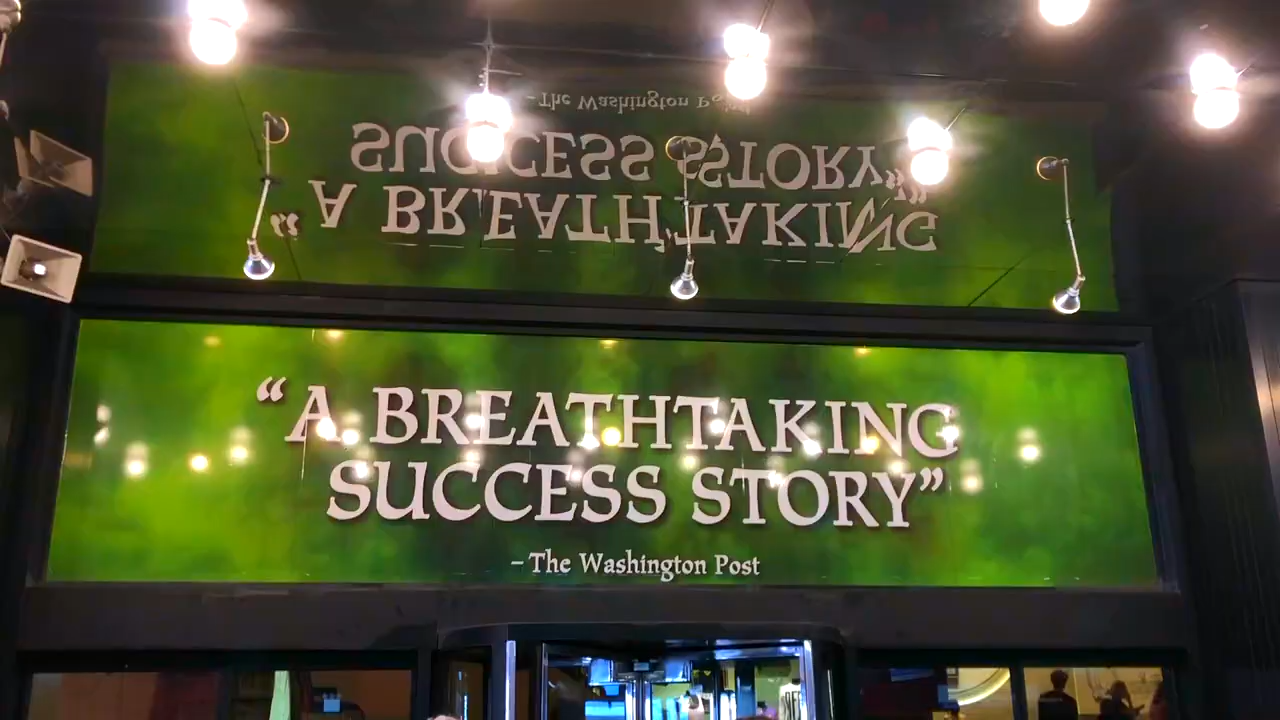 “A BREATHTAKING
SUCCESS STORY”
– The Washington Post